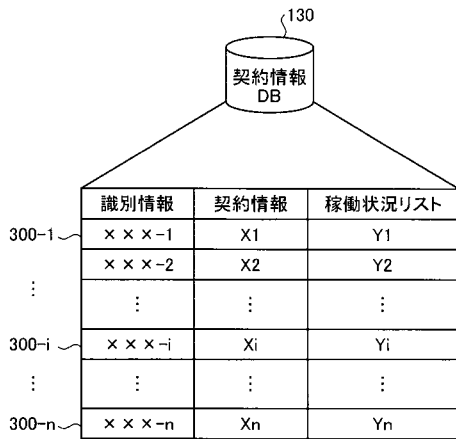 130
契約情報
DB
識別情報 契約情報 稼働状況リスト
300-1 ×××-1 X1 Y1
×××-2 X2 Y2
⋮ ⋮ ⋮ ⋮
300-i ×××-i Xi Yi
⋮ ⋮ ⋮ ⋮
300-n ×××-n Xn Yn